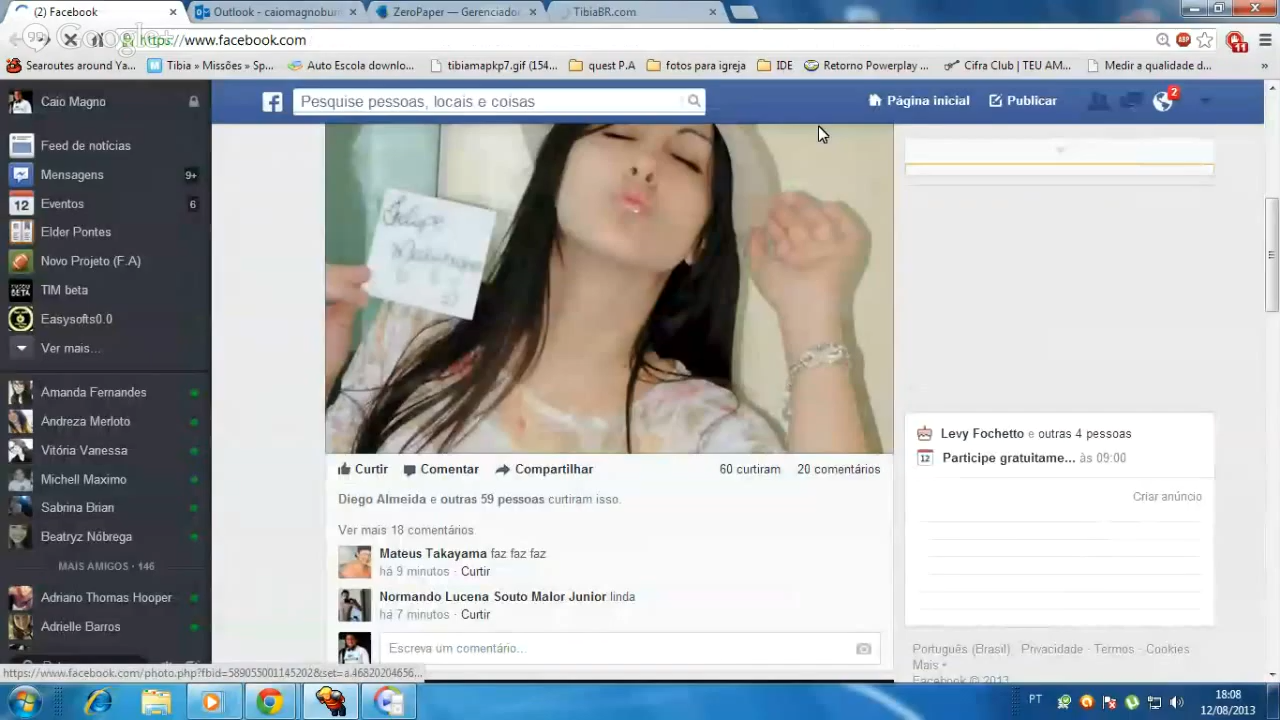 (2) Facebook
Outlook - caiomagnobun
ZeroPaper — Gerenciador
TibiaBR.com
Google+
https://www.facebook.com
11
Searoutes around Ya...
Tibia » Missões » Sp...
Auto Escola downlo...
tibiamapkp7.gif (154...
quest P.A
fotos para igreja
IDE
Retorno Powerplay ...
Cifra Club | TEU AM...
Medir a qualidade d...
»
Caio Magno
Pesquise pessoas, locais e coisas
Página inicial
Publicar
2
Feed de notícias
Mensagens 9+
12 Eventos 6
Elder Pontes
Novo Projeto (F.A)
TIM beta
Easysofts0.0
Ver mais...
Amanda Fernandes
Andreza Merloto
Vitória Vanessa
Michell Maximo
Sabrina Brian
Beatryz Nóbrega
MAIS AMIGOS · 146
Adriano Thomas Hooper
Adrielle Barros
Curtir Comentar Compartilhar 60 curtiram 20 comentários
Diego Almeida e outras 59 pessoas curtiram isso.
Ver mais 18 comentários
Mateus Takayama faz faz faz
há 9 minutos · Curtir
Normando Lucena Souto Malor Junior linda
há 7 minutos · Curtir
Escreva um comentário...
Levy Fochetto e outras 4 pessoas
12 Participe gratuitame... às 09:00
Criar anúncio
Português (Brasil) · Privacidade · Termos · Cookies
Mais
Facebook © 2013
https://www.facebook.com/photo.php?fbid=589055001145202&set=a.46820204656...
PT
18:08
12/08/2013